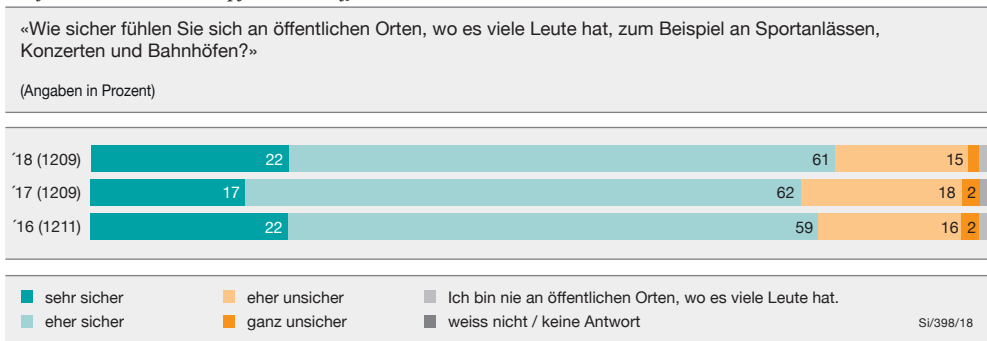 «Wie sicher fühlen Sie sich an öffentlichen Orten, wo es viele Leute hat, zum Beispiel an Sportanlässen,
Konzerten und Bahnhöfen?»
(Angaben in Prozent)
´18 (1209) 22 61 15
´17 (1209) 17 62 18 2
´16 (1211) 22 59 16 2
sehr sicher eher unsicher Ich bin nie an öffentlichen Orten, wo es viele Leute hat.
eher sicher ganz unsicher weiss nicht / keine Antwort Si/398/18